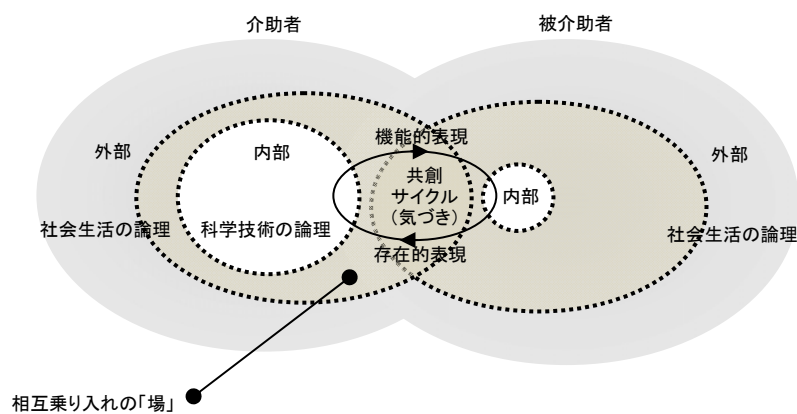 介助者
被介助者
機能的表現
外部
内部
共創
サイクル
(気づき)
内部
外部
社会生活の論理
科学技術の論理
社会生活の論理
存在的表現
相互乗り入れの「場」